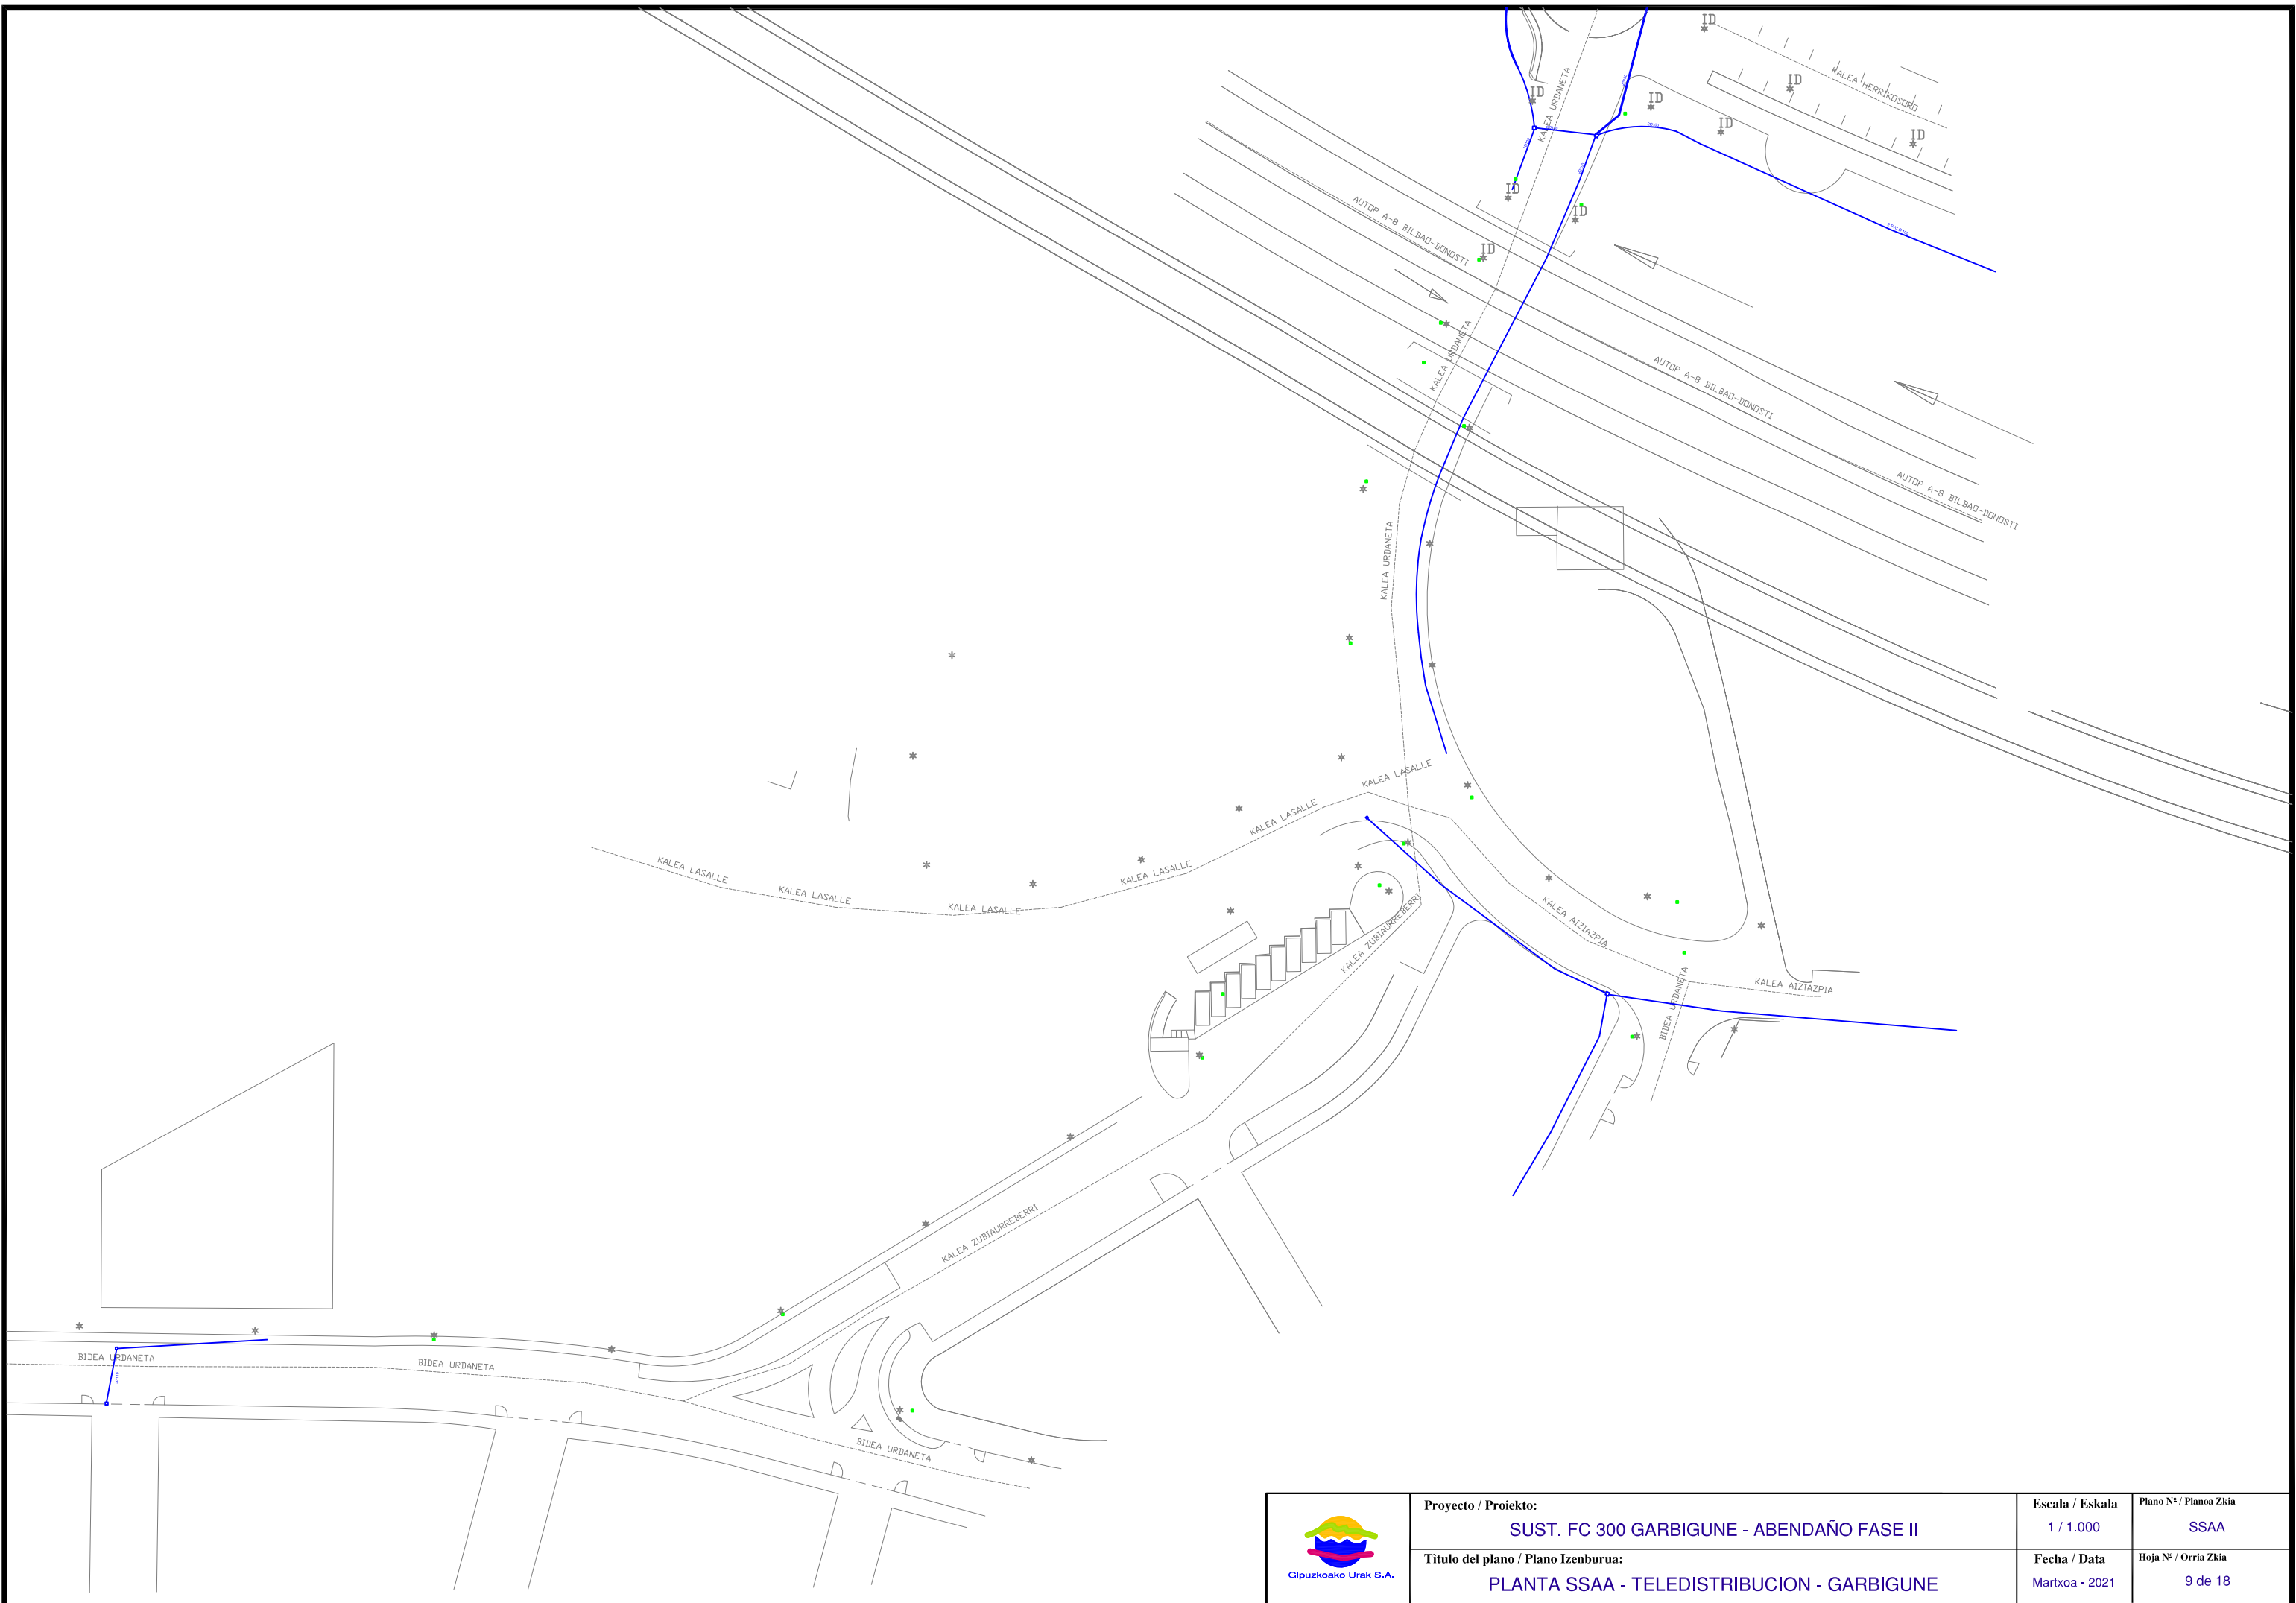 ID
ID
KALEA HERRIKOSORO
ID
ID
ID
ID
KALEA URDANETA
ID
ID
ID
AUTOP A-8 BILBAO-DONOSTI
KALEA URDANETA
AUTOP A-8 BILBAO-DONOSTI
AUTOP A-8 BILBAO-DONOSTI
KALEA URDANETA
KALEA LASALLE
KALEA LASALLE
KALEA LASALLE
KALEA LASALLE
KALEA LASALLE
KALEA LASALLE
KALEA ZUBIAURREBERRI
KALEA AIZIAZPIA
KALEA AIZIAZPIA
BIDEA URDANETA
KALEA ZUBIAURREBERRI
BIDEA URDANETA
BIDEA URDANETA
BIDEA URDANETA
Gipuzkoako Urak S.A.
Proyecto / Proiekto:
SUST. FC 300 GARBIGUNE - ABENDAÑO FASE II
Titulo del plano / Plano Izenburua:
PLANTA SSAA - TELEDISTRIBUCION - GARBIGUNE
Escala / Eskala
1 / 1.000
Fecha / Data
Martxoa - 2021
Plano Nº / Planoa Zkia
SSAA
Hoja Nº / Orria Zkia
9 de 18